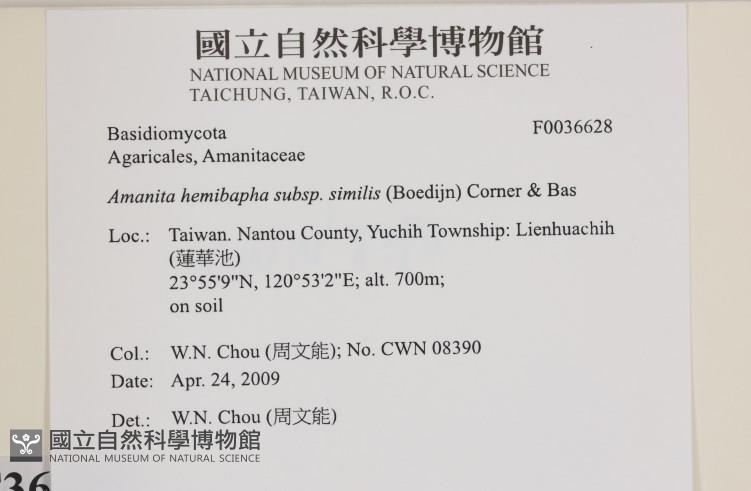 國立自然科學博物館
NATIONAL MUSEUM OF NATURAL SCIENCE
TAICHUNG, TAIWAN, R.O.C.
Basidiomycota F0036628
Agaricales, Amanitaceae
Amanita hemibapha subsp. similis (Boedijn) Corner & Bas
Loc.: Taiwan. Nantou County, Yuchih Township: Lienhuachih
(蓮華池)
23°55'9"N, 120°53'2"E; alt. 700m;
on soil
Col.: W.N. Chou (周文能); No. CWN 08390
Date: Apr. 24, 2009
Det.: W.N. Chou (周文能)
國立自然科學博物館
NATIONAL MUSEUM OF NATURAL SCIENCE
36